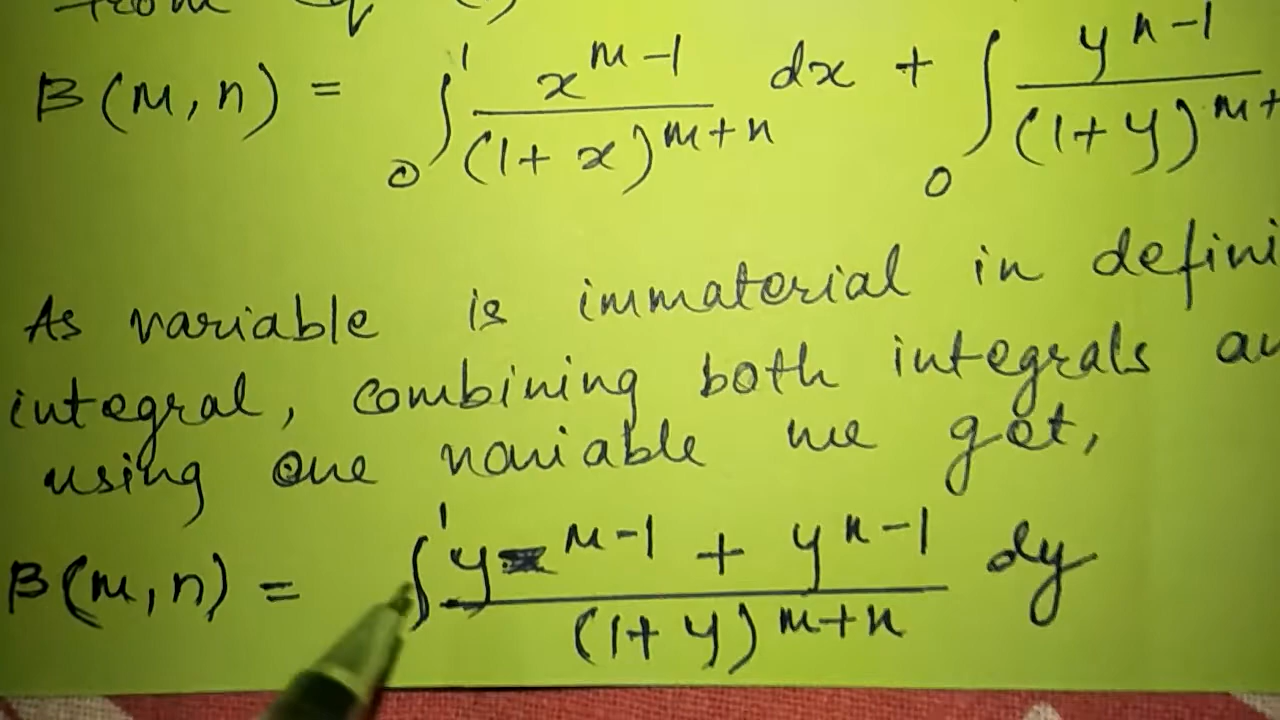 from
B(m, n) = ∫₀¹ x^(m-1) / (1+x)^(m+n) dx + ∫₀ y^(n-1) / (1+y)^(m+
As variable is immaterial in defini
integral, combining both integrals
using one variable we get,
B(m, n) = ∫¹ y^(m-1) + y^(n-1) / (1+y)^(m+n) dy